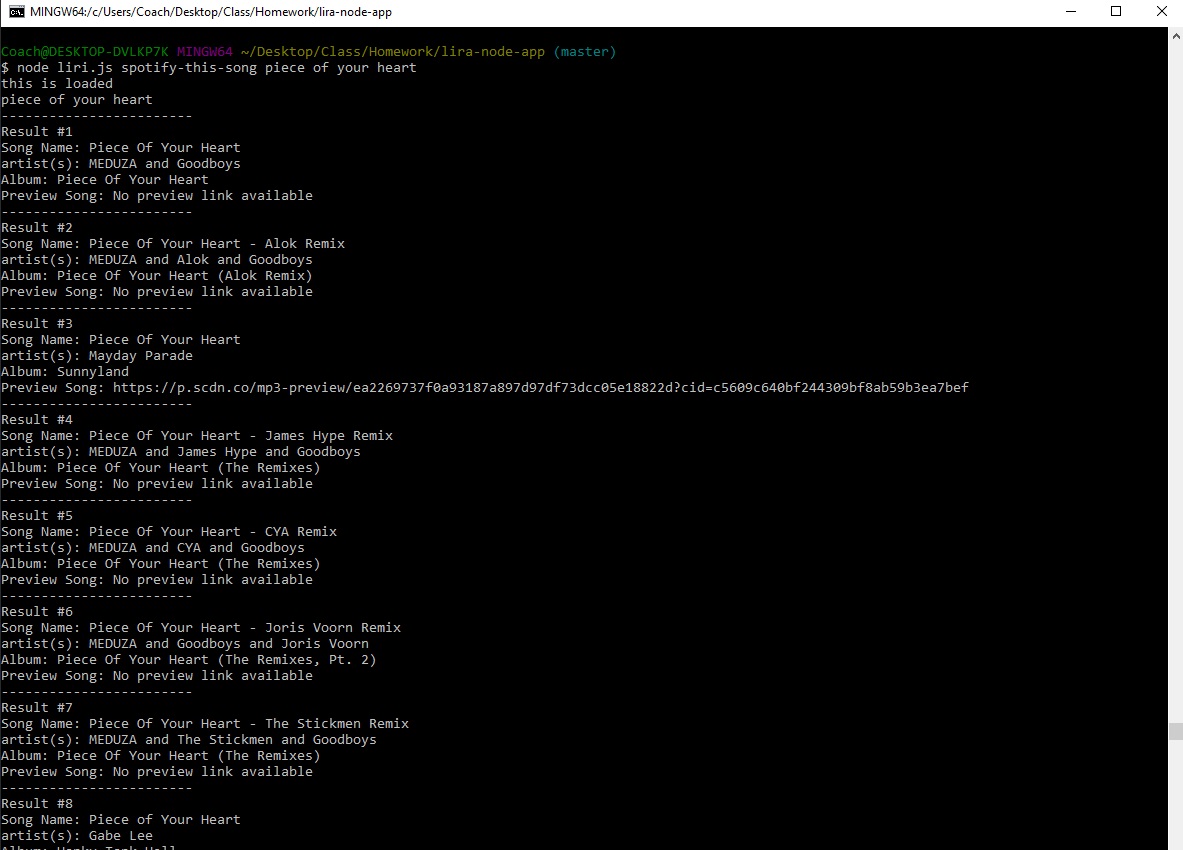 MINGW64:/c/Users/Coach/Desktop/Class/Homework/lira-node-app
Coach@DESKTOP-DVLKP7K MINGW64 ~/Desktop/Class/Homework/lira-node-app (master)
$ node liri.js spotify-this-song piece of your heart
this is loaded
piece of your heart
------------------------
Result #1
Song Name: Piece Of Your Heart
artist(s): MEDUZA and Goodboys
Album: Piece Of Your Heart
Preview Song: No preview link available
------------------------
Result #2
Song Name: Piece Of Your Heart - Alok Remix
artist(s): MEDUZA and Alok and Goodboys
Album: Piece Of Your Heart (Alok Remix)
Preview Song: No preview link available
------------------------
Result #3
Song Name: Piece Of Your Heart
artist(s): Mayday Parade
Album: Sunnyland
Preview Song: https://p.scdn.co/mp3-preview/ea2269737f0a93187a897d97df73dcc05e18822d?cid=c5609c640bf244309bf8ab59b3ea7bef
------------------------
Result #4
Song Name: Piece Of Your Heart - James Hype Remix
artist(s): MEDUZA and James Hype and Goodboys
Album: Piece Of Your Heart (The Remixes)
Preview Song: No preview link available
------------------------
Result #5
Song Name: Piece Of Your Heart - CYA Remix
artist(s): MEDUZA and CYA and Goodboys
Album: Piece Of Your Heart (The Remixes)
Preview Song: No preview link available
------------------------
Result #6
Song Name: Piece Of Your Heart - Joris Voorn Remix
artist(s): MEDUZA and Goodboys and Joris Voorn
Album: Piece Of Your Heart (The Remixes, Pt. 2)
Preview Song: No preview link available
------------------------
Result #7
Song Name: Piece Of Your Heart - The Stickmen Remix
artist(s): MEDUZA and The Stickmen and Goodboys
Album: Piece Of Your Heart (The Remixes)
Preview Song: No preview link available
------------------------
Result #8
Song Name: Piece of Your Heart
artist(s): Gabe Lee
Album: